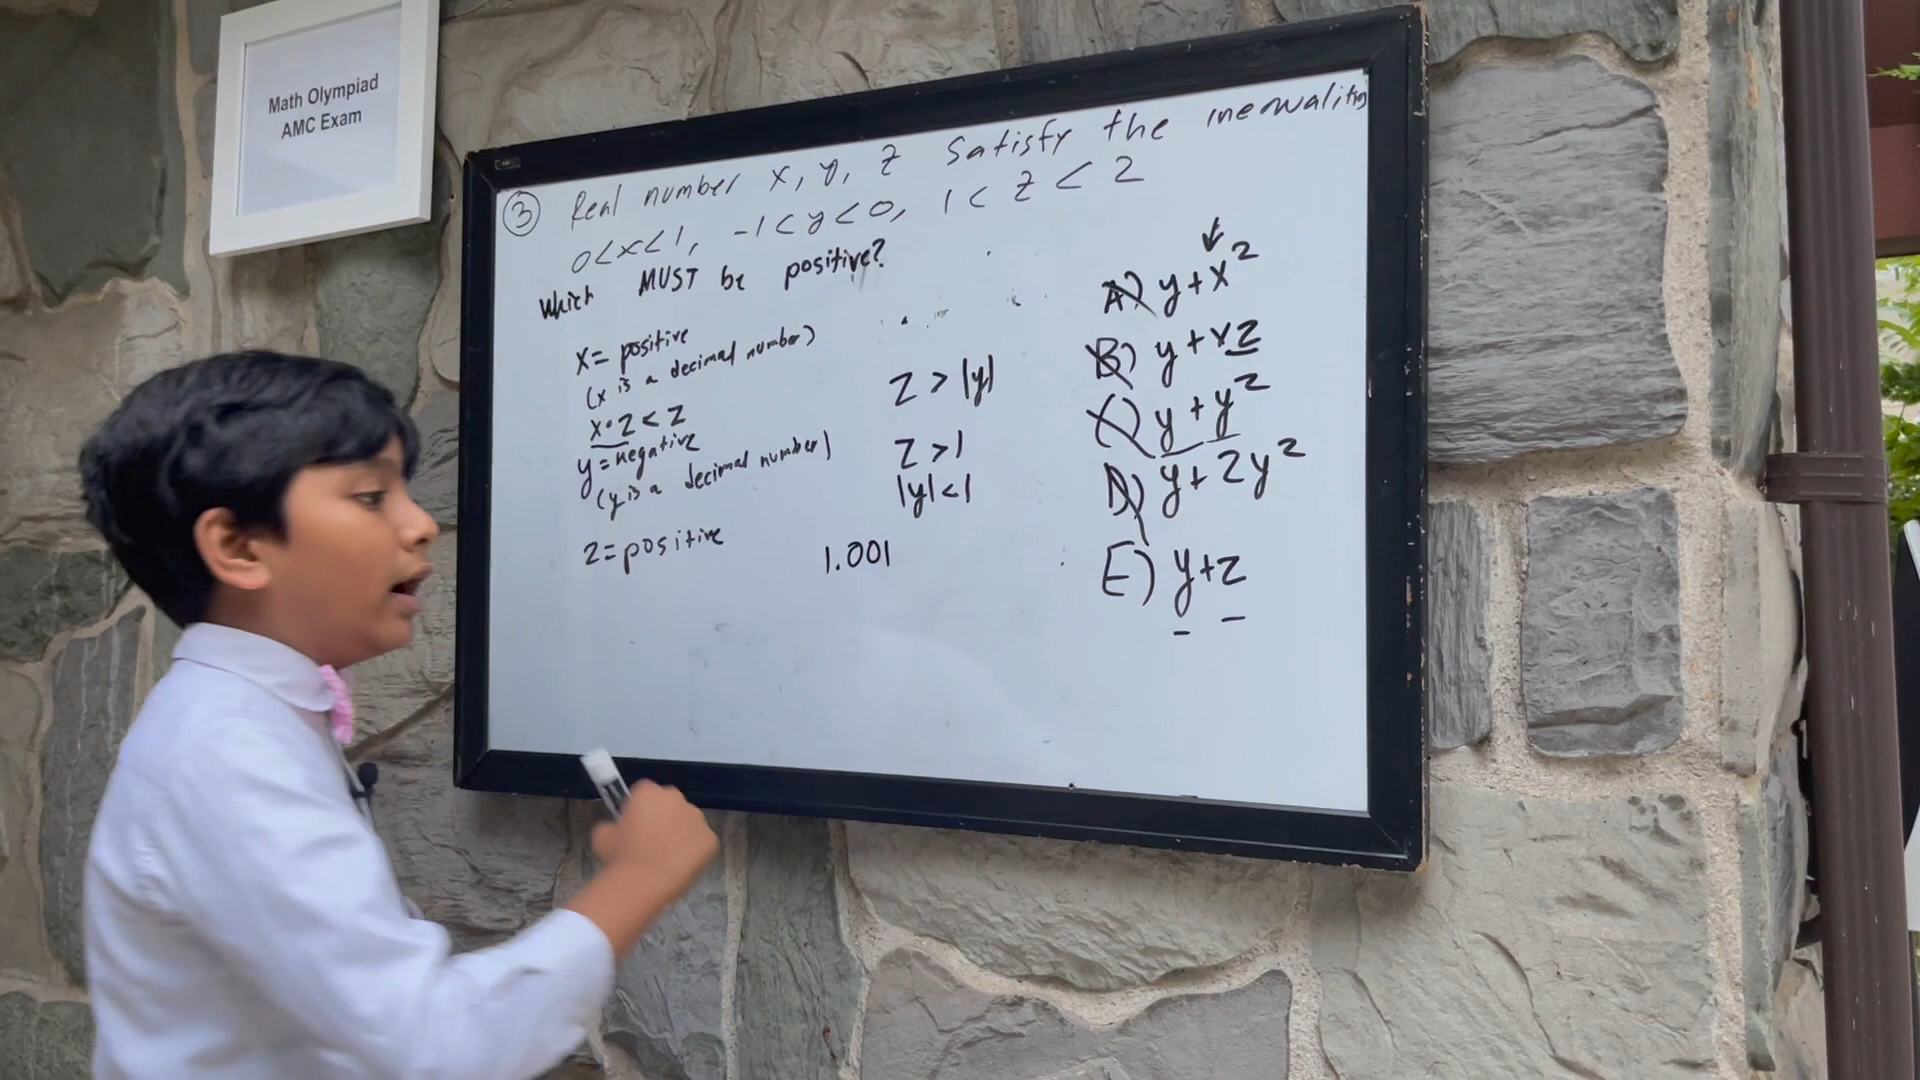 Math Olympiad
AMC Exam
③ Real number x, y, z Satisfy the inequality
0<x<1, -1<y<0, 1<z<2
Which MUST be positive?
x= positive
(x is a decimal number)
x·z<z
y=negative
(y is a decimal number)
z=positive
z>|y|
z>1
|y|<1
1.001
A) y+x²
B) y+xz
C) y+y²
D) y+2y²
E) y+z